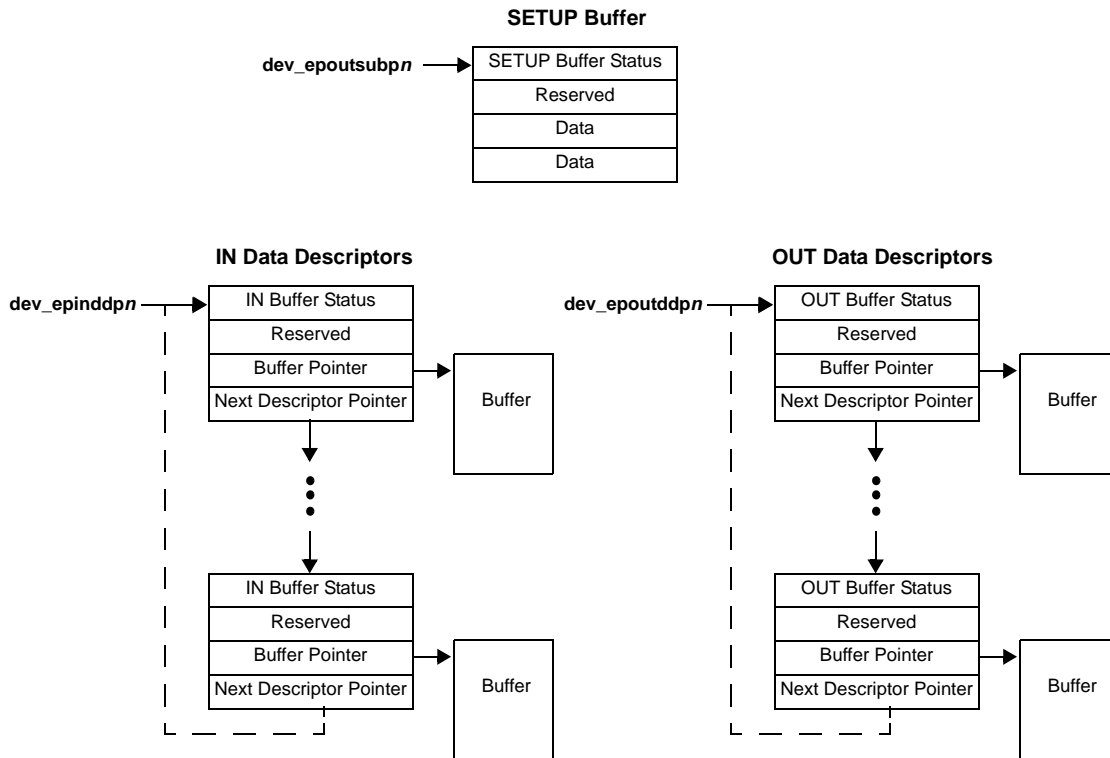 SETUP Buffer
dev_epoutsubpn
SETUP Buffer Status
Reserved
Data
Data
IN Data Descriptors
dev_epinddpn
IN Buffer Status
Reserved
Buffer Pointer
Next Descriptor Pointer
Buffer
IN Buffer Status
Reserved
Buffer Pointer
Next Descriptor Pointer
Buffer
OUT Data Descriptors
dev_epoutddpn
OUT Buffer Status
Reserved
Buffer Pointer
Next Descriptor Pointer
Buffer
OUT Buffer Status
Reserved
Buffer Pointer
Next Descriptor Pointer
Buffer